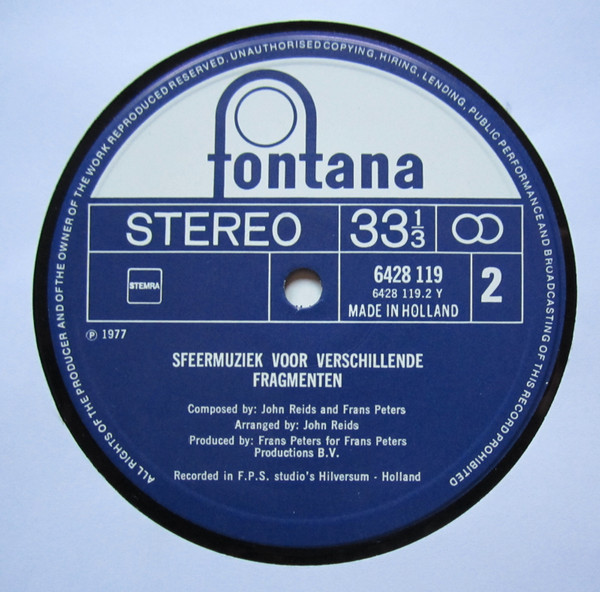 ALL RIGHTS OF THE PRODUCER AND OF THE OWNER OF THE WORK REPRODUCED RESERVED. UNAUTHORISED COPYING, HIRING, LENDING, PUBLIC PERFORMANCE AND BROADCASTING OF THIS RECORD PROHIBITED
fontana
STEREO 33⅓
STEMRA
6428 119
6428 119.2 Y
MADE IN HOLLAND
2
℗ 1977
SFEERMUZIEK VOOR VERSCHILLENDE
FRAGMENTEN
Composed by: John Reids and Frans Peters
Arranged by: John Reids
Produced by: Frans Peters for Frans Peters
Productions B.V.
Recorded in F.P.S. studio's Hilversum - Holland